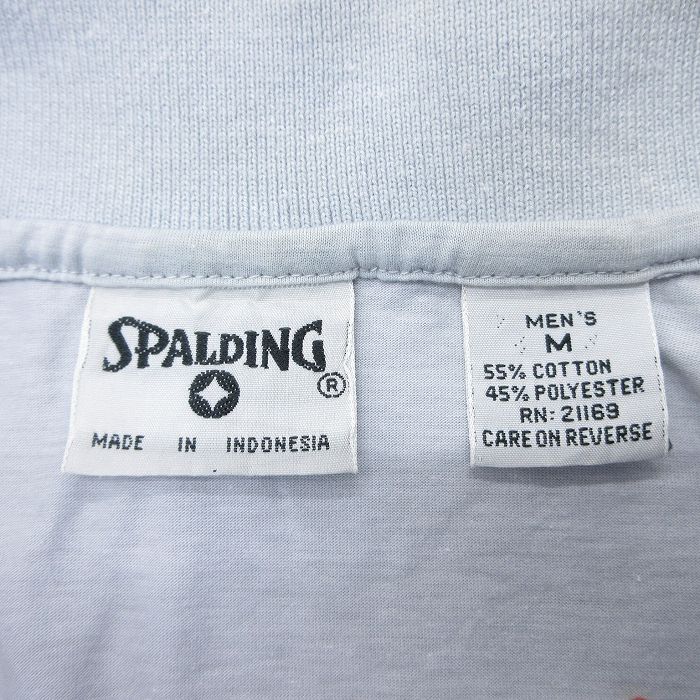 SPALDING
®
MADE IN INDONESIA
MEN'S
M
55% COTTON
45% POLYESTER
RN: 21169
CARE ON REVERSE